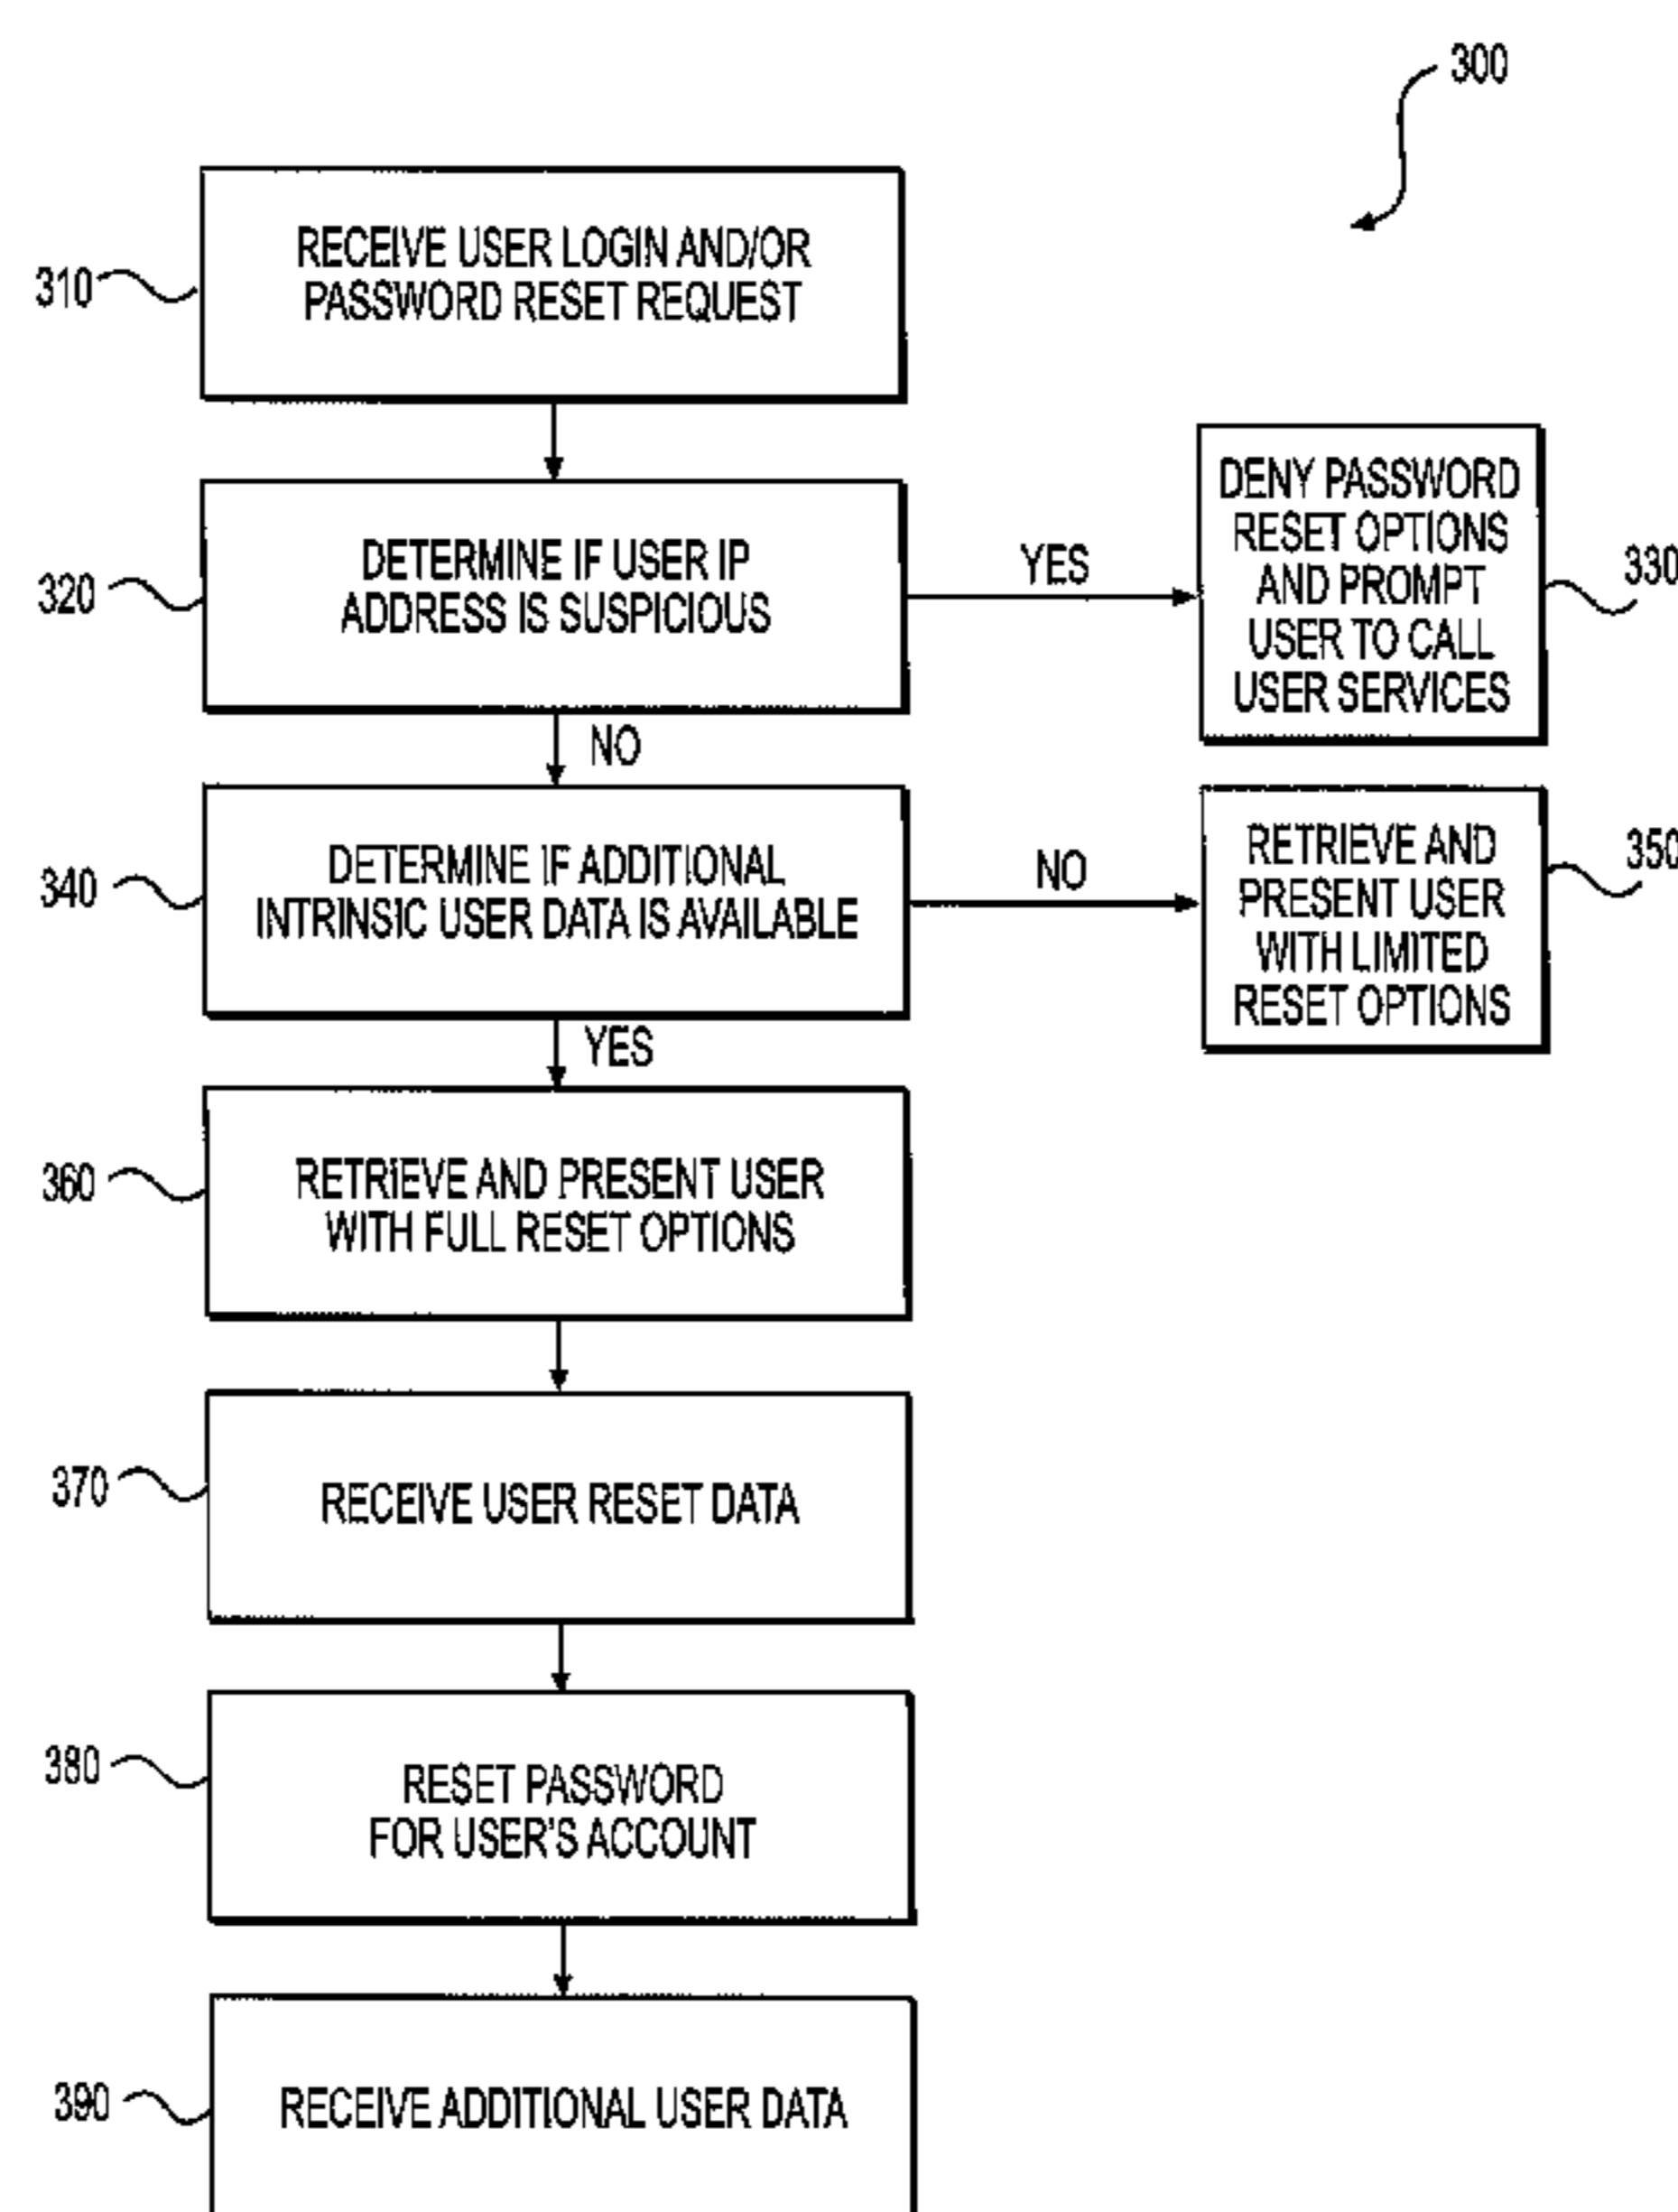 300
310
RECEIVE USER LOGIN AND/OR
PASSWORD RESET REQUEST
320
DETERMINE IF USER IP
ADDRESS IS SUSPICIOUS
YES
DENY PASSWORD
RESET OPTIONS
AND PROMPT
USER TO CALL
USER SERVICES
330
NO
340
DETERMINE IF ADDITIONAL
INTRINSIC USER DATA IS AVAILABLE
NO
RETRIEVE AND
PRESENT USER
WITH LIMITED
RESET OPTIONS
350
YES
360
RETRIEVE AND PRESENT USER
WITH FULL RESET OPTIONS
370
RECEIVE USER RESET DATA
380
RESET PASSWORD
FOR USER'S ACCOUNT
390
RECEIVE ADDITIONAL USER DATA